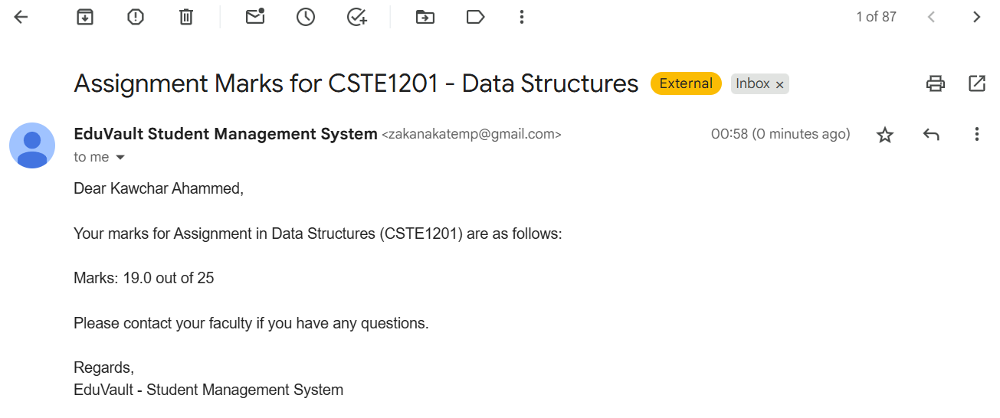 1 of 87
Assignment Marks for CSTE1201 - Data Structures External Inbox ×
EduVault Student Management System <zakanakatemp@gmail.com> 00:58 (0 minutes ago)
to me
Dear Kawchar Ahammed,
Your marks for Assignment in Data Structures (CSTE1201) are as follows:
Marks: 19.0 out of 25
Please contact your faculty if you have any questions.
Regards,
EduVault - Student Management System